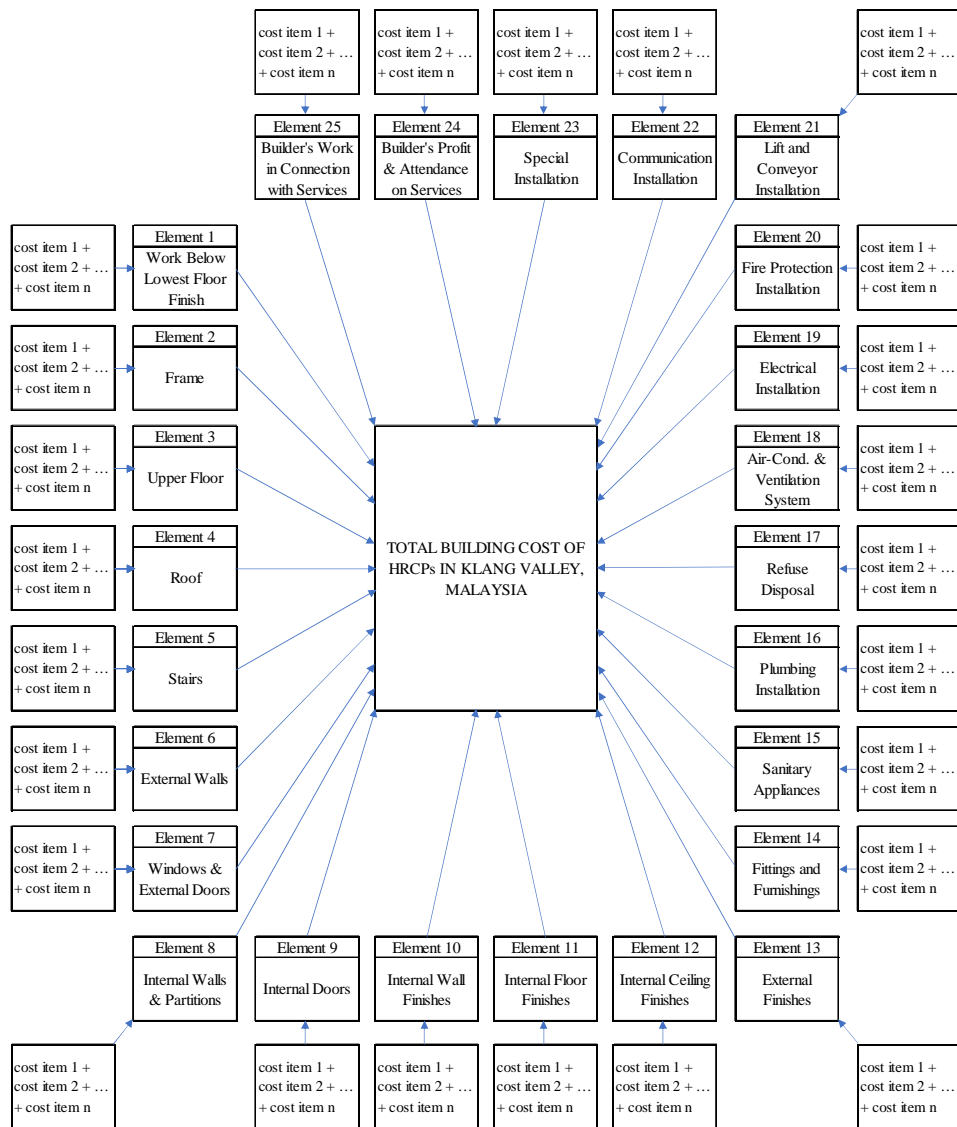 cost item 1 +
cost item 2 + …
+ cost item n
cost item 1 +
cost item 2 + …
+ cost item n
cost item 1 +
cost item 2 + …
+ cost item n
cost item 1 +
cost item 2 + …
+ cost item n
cost item 1 +
cost item 2 + …
+ cost item n
Element 25
Builder's Work
in Connection
with Services
Element 24
Builder's Profit
& Attendance
on Services
Element 23
Special
Installation
Element 22
Communication
Installation
Element 21
Lift and
Conveyor
Installation
cost item 1 +
cost item 2 + …
+ cost item n
Element 1
Work Below
Lowest Floor
Finish
Element 20
Fire Protection
Installation
cost item 1 +
cost item 2 + …
+ cost item n
cost item 1 +
cost item 2 + …
+ cost item n
Element 2
Frame
Element 19
Electrical
Installation
cost item 1 +
cost item 2 + …
+ cost item n
cost item 1 +
cost item 2 + …
+ cost item n
Element 3
Upper Floor
Element 18
Air-Cond. &
Ventilation
System
cost item 1 +
cost item 2 + …
+ cost item n
TOTAL BUILDING COST OF
HRCPs IN KLANG VALLEY,
MALAYSIA
cost item 1 +
cost item 2 + …
+ cost item n
Element 4
Roof
Element 17
Refuse
Disposal
cost item 1 +
cost item 2 + …
+ cost item n
cost item 1 +
cost item 2 + …
+ cost item n
Element 5
Stairs
Element 16
Plumbing
Installation
cost item 1 +
cost item 2 + …
+ cost item n
cost item 1 +
cost item 2 + …
+ cost item n
Element 6
External Walls
Element 15
Sanitary
Appliances
cost item 1 +
cost item 2 + …
+ cost item n
cost item 1 +
cost item 2 + …
+ cost item n
Element 7
Windows &
External Doors
Element 14
Fittings and
Furnishings
cost item 1 +
cost item 2 + …
+ cost item n
Element 8
Internal Walls
& Partitions
Element 9
Internal Doors
Element 10
Internal Wall
Finishes
Element 11
Internal Floor
Finishes
Element 12
Internal Ceiling
Finishes
Element 13
External
Finishes
cost item 1 +
cost item 2 + …
+ cost item n
cost item 1 +
cost item 2 + …
+ cost item n
cost item 1 +
cost item 2 + …
+ cost item n
cost item 1 +
cost item 2 + …
+ cost item n
cost item 1 +
cost item 2 + …
+ cost item n
cost item 1 +
cost item 2 + …
+ cost item n